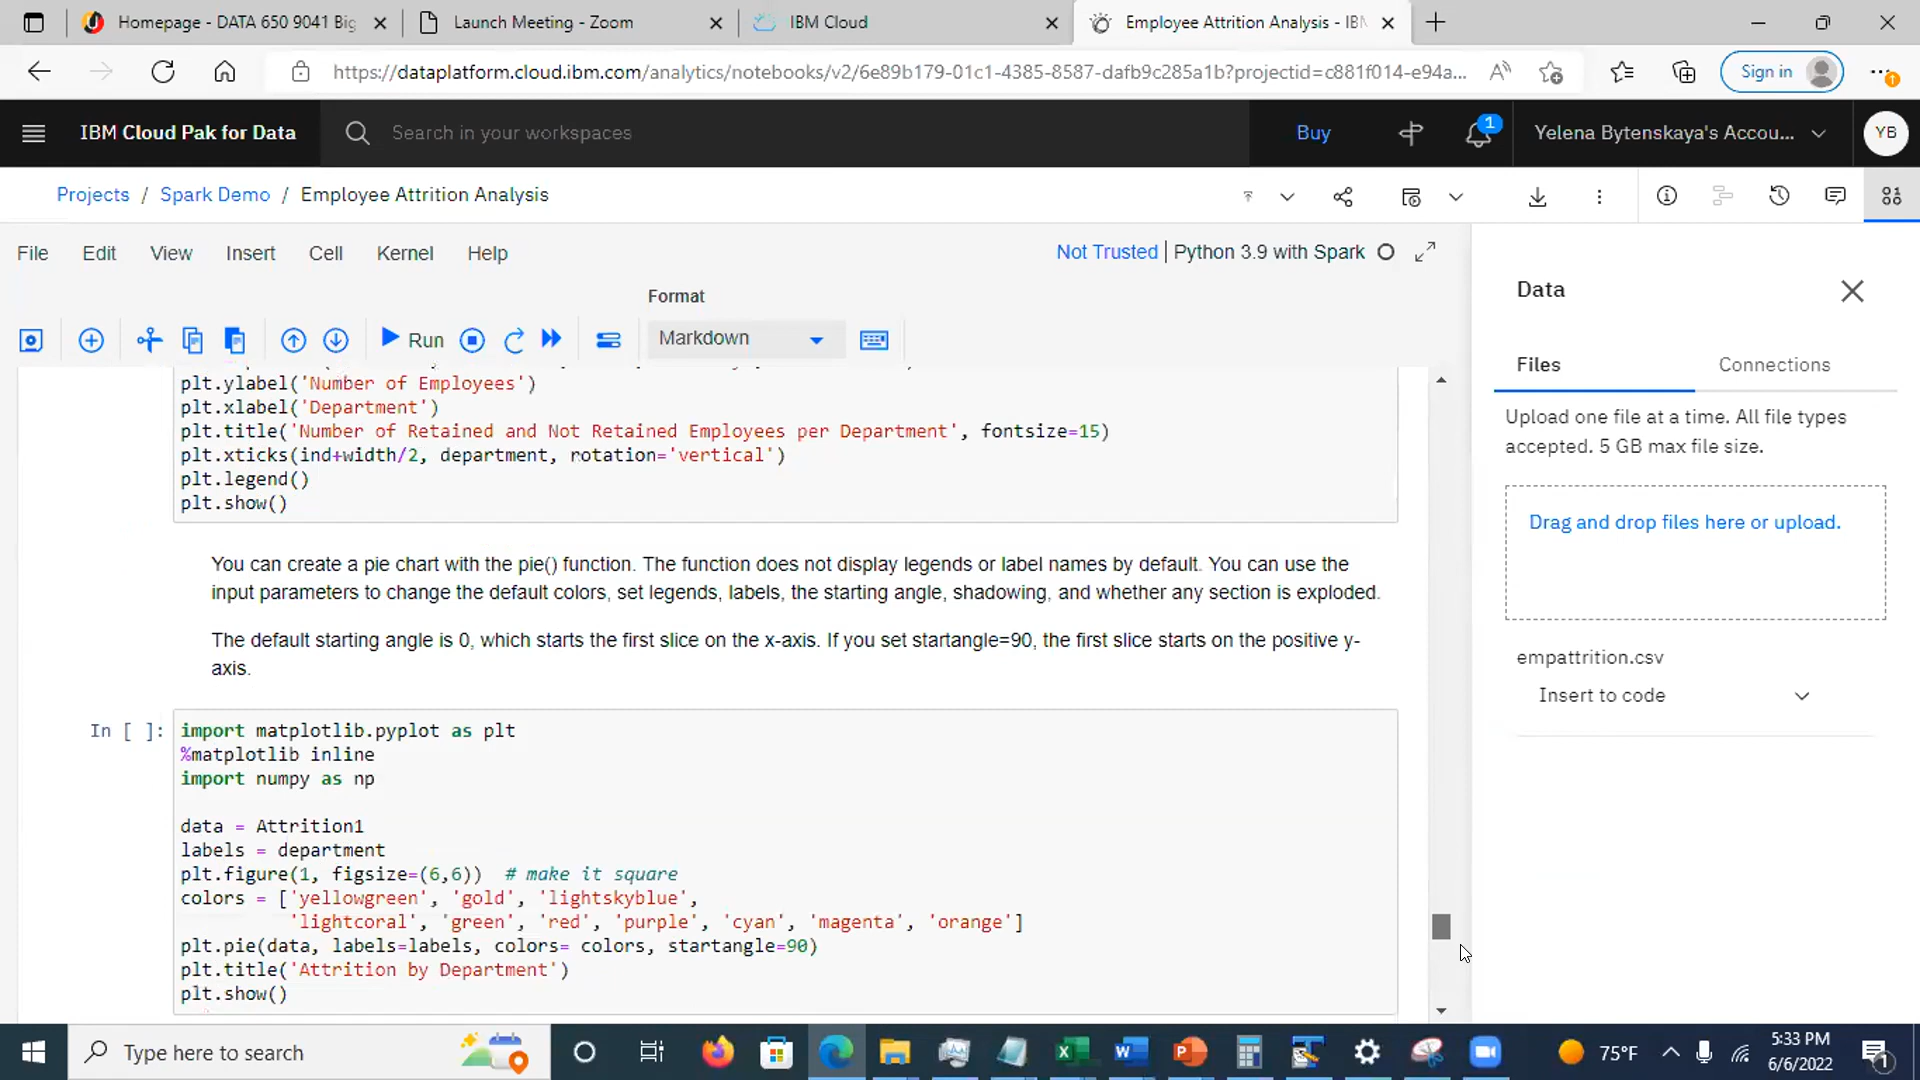 Homepage - DATA 650 9041 Big
Launch Meeting - Zoom
IBM Cloud
Employee Attrition Analysis - IBM
https://dataplatform.cloud.ibm.com/analytics/notebooks/v2/6e89b179-01c1-4385-8587-dafb9c285a1b?projectid=c881f014-e94a...
Sign in
IBM Cloud Pak for Data
Search in your workspaces
Buy
1
Yelena Bytenskaya's Accou...
YB
Projects / Spark Demo / Employee Attrition Analysis
File Edit View Insert Cell Kernel Help
Not Trusted | Python 3.9 with Spark
Format
Run
Markdown
plt.ylabel('Number of Employees')
plt.xlabel('Department')
plt.title('Number of Retained and Not Retained Employees per Department', fontsize=15)
plt.xticks(ind+width/2, department, rotation='vertical')
plt.legend()
plt.show()
You can create a pie chart with the pie() function. The function does not display legends or label names by default. You can use the
input parameters to change the default colors, set legends, labels, the starting angle, shadowing, and whether any section is exploded.
The default starting angle is 0, which starts the first slice on the x-axis. If you set startangle=90, the first slice starts on the positive y-
axis.
In [ ]:
import matplotlib.pyplot as plt
%matplotlib inline
import numpy as np
data = Attrition1
labels = department
plt.figure(1, figsize=(6,6))  # make it square
colors = ['yellowgreen', 'gold', 'lightskyblue',
'lightcoral', 'green', 'red', 'purple', 'cyan', 'magenta', 'orange']
plt.pie(data, labels=labels, colors= colors, startangle=90)
plt.title('Attrition by Department')
plt.show()
Data
Files
Connections
Upload one file at a time. All file types
accepted. 5 GB max file size.
Drag and drop files here or upload.
empattrition.csv
Insert to code
Type here to search
75°F
5:33 PM
6/6/2022
1